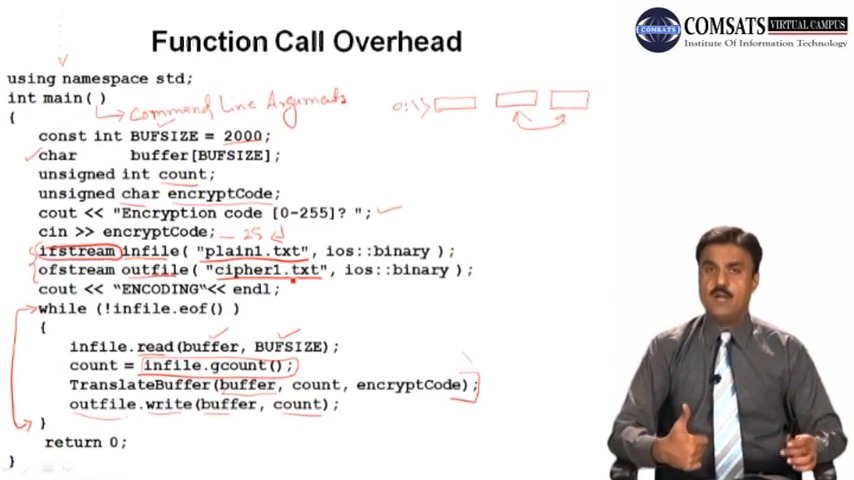 COMSATS VIRTUAL CAMPUS
Institute Of Information Technology
COMSATS
Function Call Overhead
using namespace std;
int main( )
Command Line Arguments
{
const int BUFSIZE = 2000;
char buffer[BUFSIZE];
unsigned int count;
unsigned char encryptCode;
cout << "Encryption code [0-255]? ";
cin >> encryptCode;
25
ifstream infile( "plain1.txt", ios::binary );
ofstream outfile( "cipher1.txt", ios::binary );
cout << "ENCODING"<< endl;
while (!infile.eof() )
{
infile.read(buffer, BUFSIZE);
count = infile.gcount();
TranslateBuffer(buffer, count, encryptCode);
outfile.write(buffer, count);
}
return 0;
}